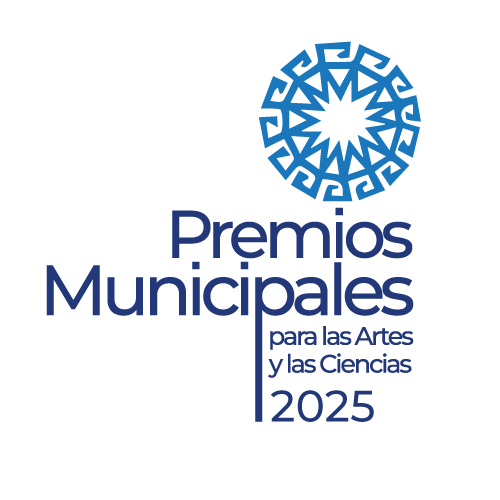 Premios
Municipales
para las Artes
y las Ciencias
2025